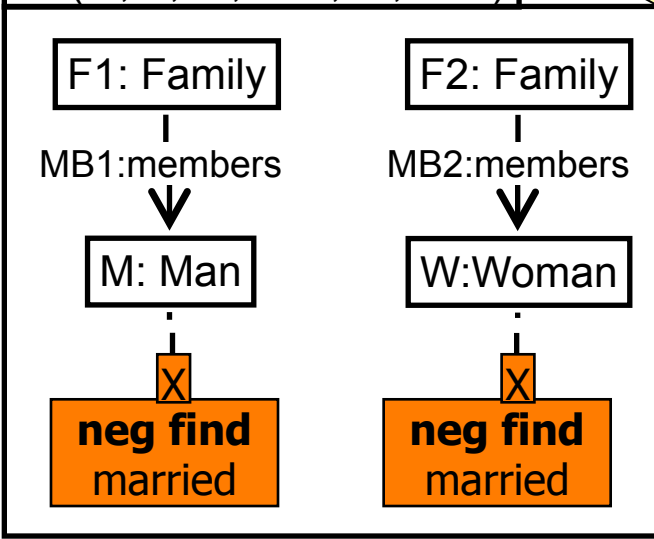 F1: Family
F2: Family
MB1:members
MB2:members
M: Man
W:Woman
X
X
neg find
married
neg find
married